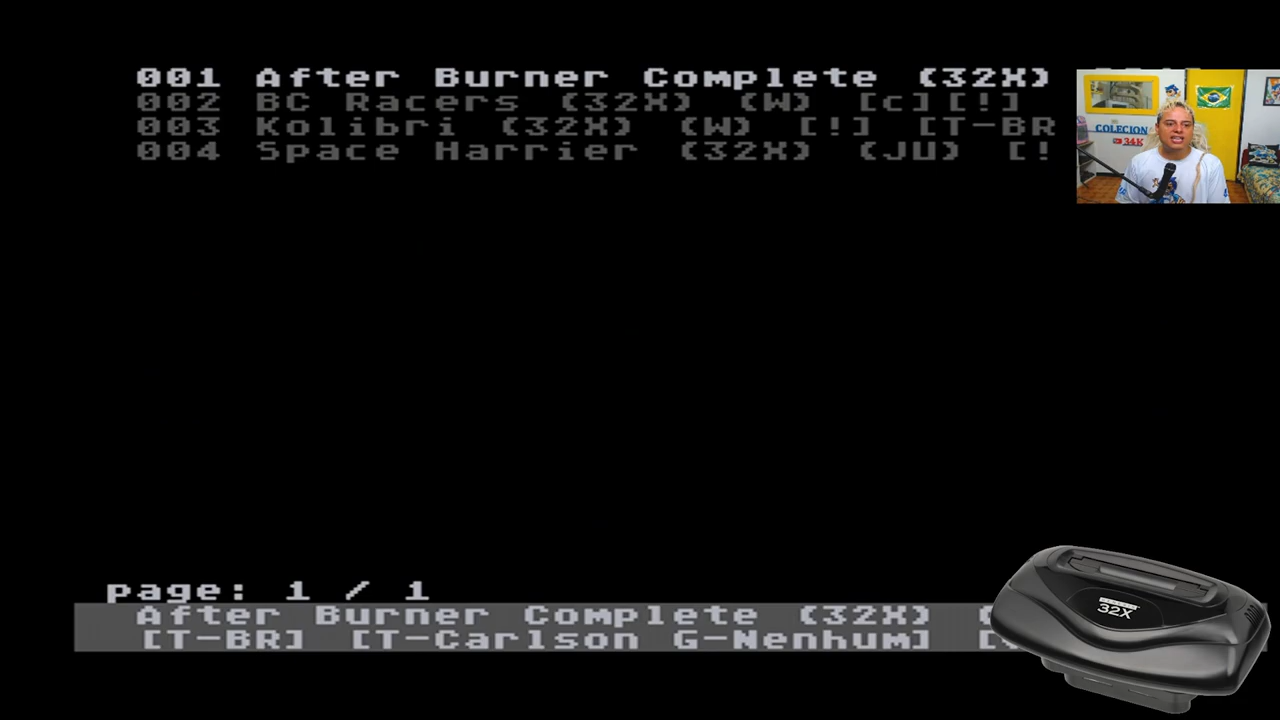 001 After Burner Complete (32X)
002 BC Racers (32X) (W) [c][!]
003 Kolibri (32X) (W) [!] [T-BR
004 Space Harrier (32X) (JU) [!
COLECION
34K
page: 1 / 1
After Burner Complete (32X) (
[T-BR] [T-Carlson G-Nenhum] [
32X